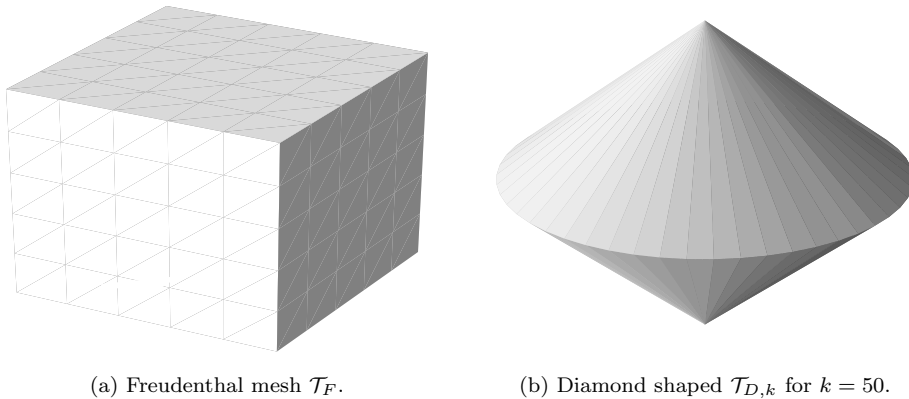 (a) Freudenthal mesh 𝒯_F.
(b) Diamond shaped 𝒯_{D,k} for k = 50.